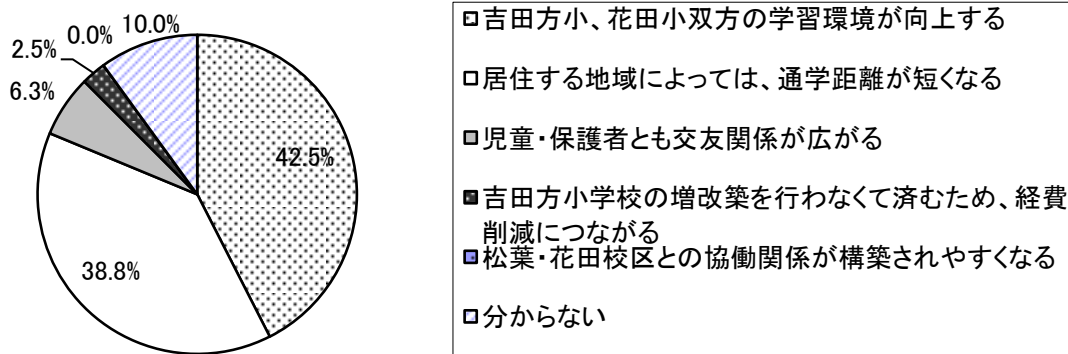 10.0%
0.0%
2.5%
6.3%
42.5%
38.8%
吉田方小、花田小双方の学習環境が向上する
居住する地域によっては、通学距離が短くなる
児童・保護者とも交友関係が広がる
吉田方小学校の増改築を行わなくて済むため、経費
削減につながる
松葉・花田校区との協働関係が構築されやすくなる
分からない